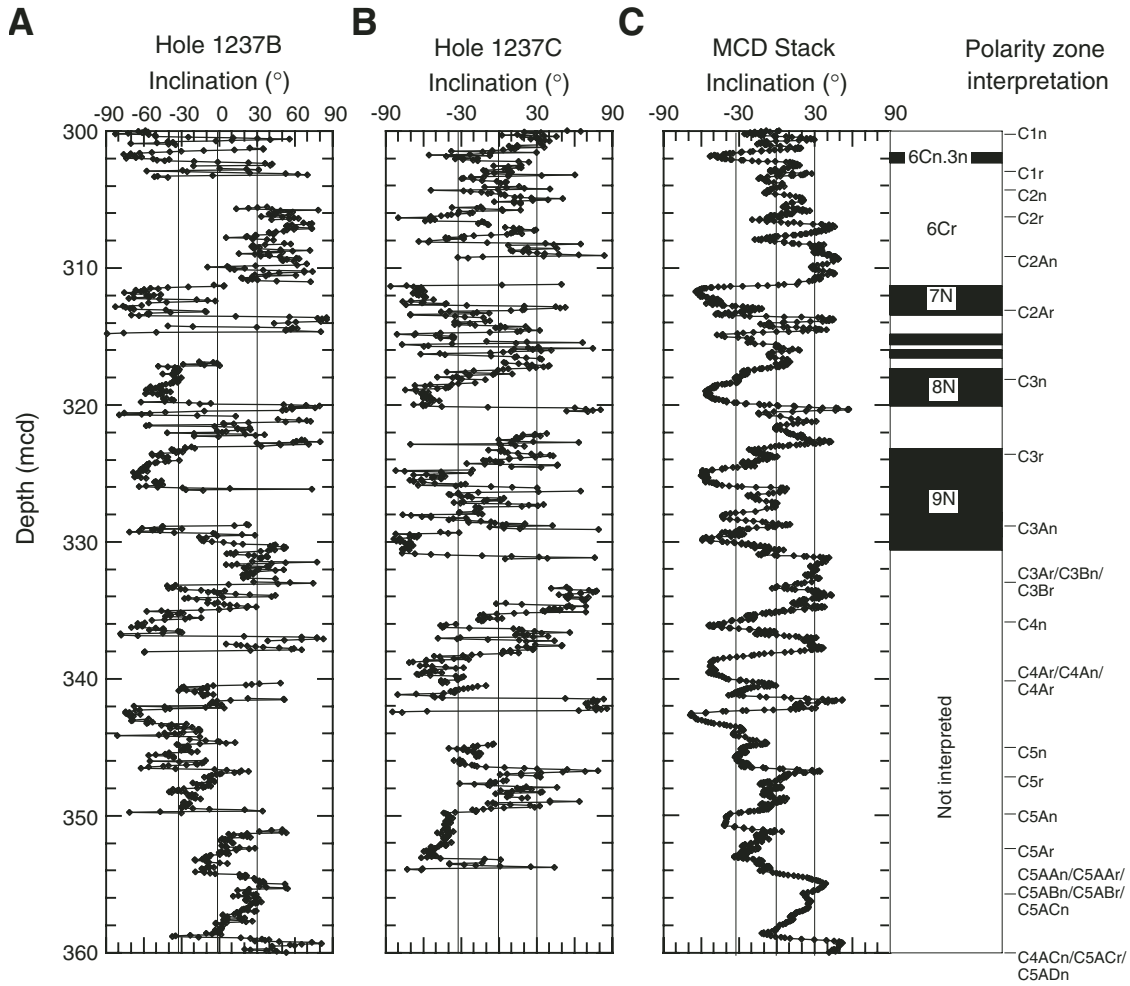 A
B
C
Hole 1237B
Inclination (°)
Hole 1237C
Inclination (°)
MCD Stack
Inclination (°)
Polarity zone
interpretation
-90 -60 -30 0 30 60 90
-90 -30 30 90
-90 -30 30 90
Depth (mcd)
300
310
320
330
340
350
360
6Cn.3n
6Cr
7N
8N
9N
Not interpreted
C1n
C1r
C2n
C2r
C2An
C2Ar
C3n
C3r
C3An
C3Ar/C3Bn/
C3Br
C4n
C4Ar/C4An/
C4Ar
C5n
C5r
C5An
C5Ar
C5AAn/C5AAr/
C5ABn/C5ABr/
C5ACn
C4ACn/C5ACr/
C5ADn